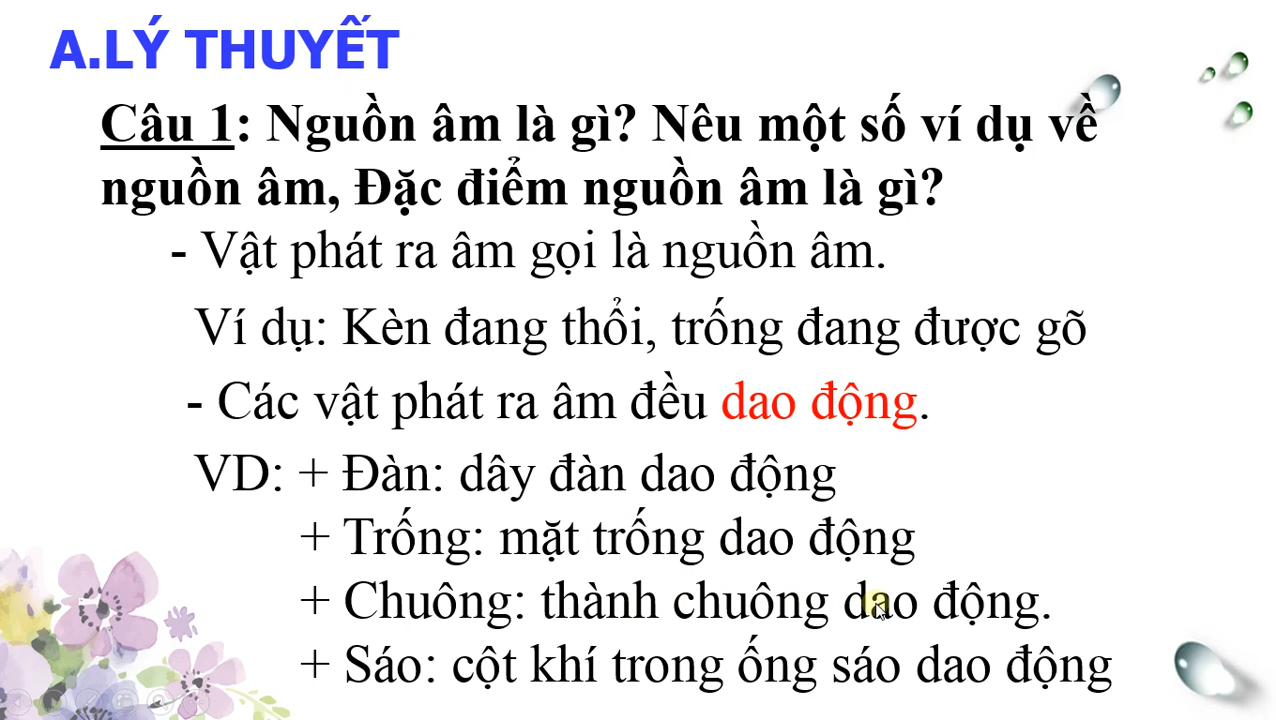 A.LÝ THUYẾT
Câu 1: Nguồn âm là gì? Nêu một số ví dụ về
nguồn âm, Đặc điểm nguồn âm là gì?
- Vật phát ra âm gọi là nguồn âm.
Ví dụ: Kèn đang thổi, trống đang được gõ
- Các vật phát ra âm đều dao động.
VD: + Đàn: dây đàn dao động
+ Trống: mặt trống dao động
+ Chuông: thành chuông dao động.
+ Sáo: cột khí trong ống sáo dao động